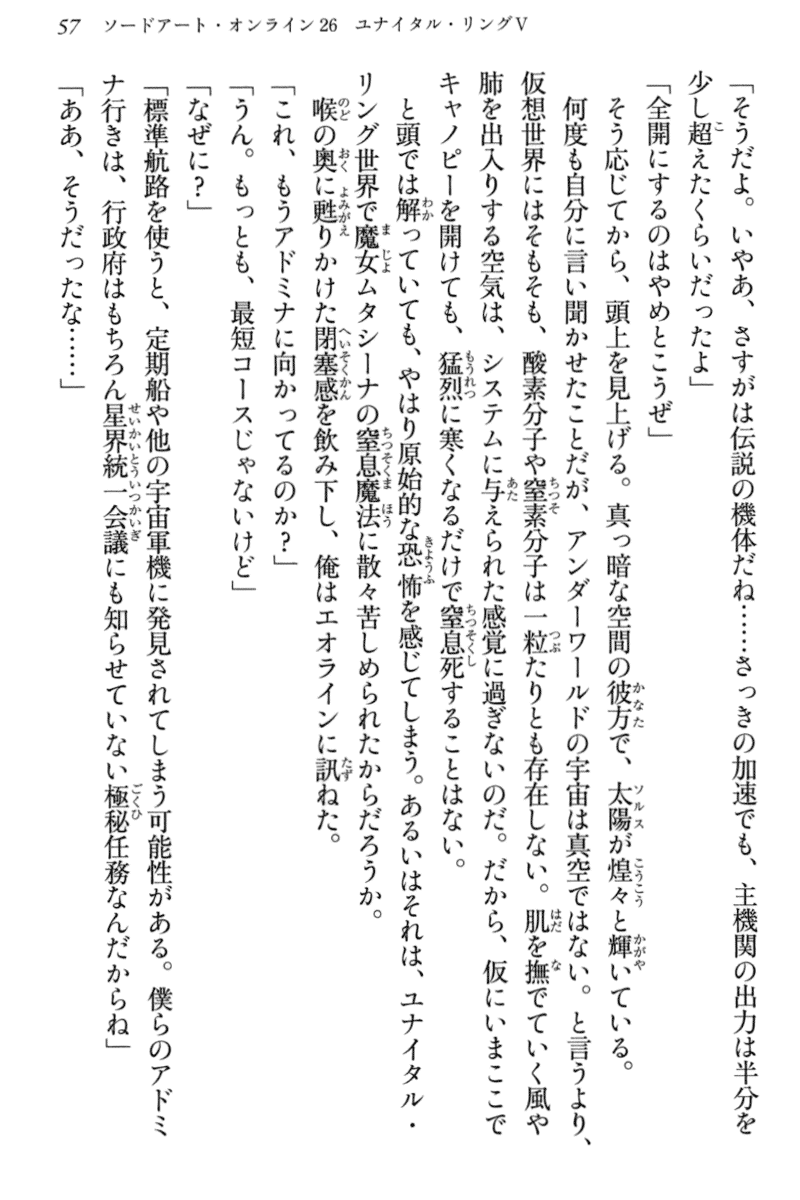 57　ソードアート・オンライン26　ユナイタル・リングⅤ
「そうだよ。いやあ、さすがは伝説の機体だね……さっきの加速でも、主機関の出力は半分を
少し超えたくらいだったよ」
「全開にするのはやめとこうぜ」
　そう応じてから、頭上を見上げる。真っ暗な空間の彼方で、太陽が煌々と輝いている。
　何度も自分に言い聞かせたことだが、アンダーワールドの宇宙は真空ではない。と言うより、
仮想世界にはそもそも、酸素分子や窒素分子は一粒たりとも存在しない。肌を撫でていく風や
肺を出入りする空気は、システムに与えられた感覚に過ぎないのだ。だから、仮にいまここで
キャノピーを開けても、猛烈に寒くなるだけで窒息死することはない。
　と頭では解っていても、やはり原始的な恐怖を感じてしまう。あるいはそれは、ユナイタル・
リング世界で魔女ムタシーナの窒息魔法に散々苦しめられたからだろうか。
　喉の奥に甦りかけた閉塞感を飲み下し、俺はエオラインに訊ねた。
「これ、もうアドミナに向かってるのか？」
「うん。もっとも、最短コースじゃないけど」
「なぜに？」
「標準航路を使うと、定期船や他の宇宙軍機に発見されてしまう可能性がある。僕らのアドミ
ナ行きは、行政府はもちろん星界統一会議にも知らせていない極秘任務なんだからね」
「ああ、そうだったな……」